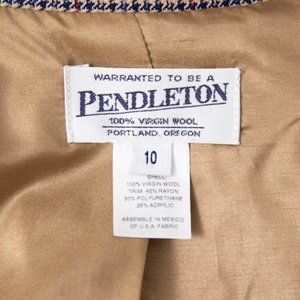 WARRANTED TO BE A
PENDLETON
100% VIRGIN WOOL
PORTLAND, OREGON
10
SHELL:
100% VIRGIN WOOL
TRIM: 45% RAYON
30% POLYURETHANE
25% ACRYLIC
ASSEMBLE IN MEXICO
OF U.S.A. FABRIC